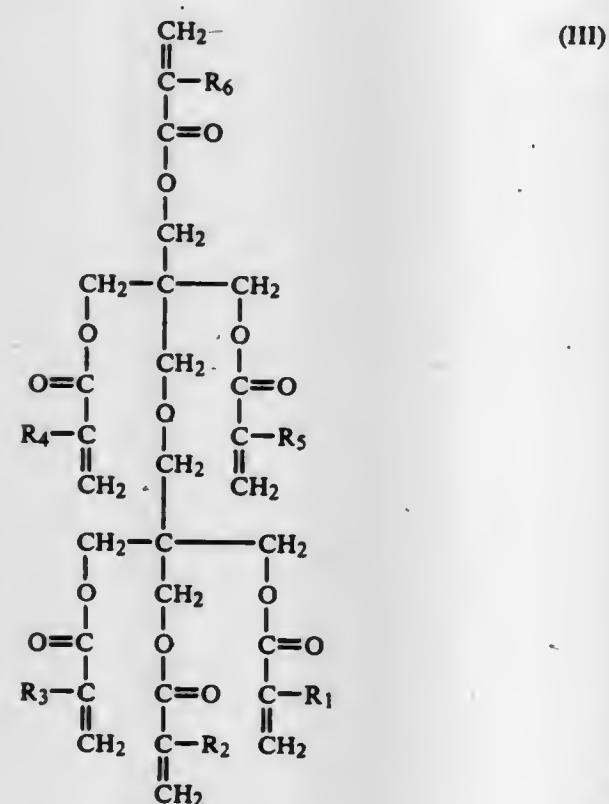 CH₂ (III)
‖
C—R₆
|
C=O
|
O
|
CH₂
|
CH₂—C—CH₂
O O
CH₂
O=C C=O
O
R₄—C C—R₅
CH₂
CH₂ CH₂
CH₂—C—CH₂
O CH₂ O
O=C O C=O
R₃—C C=O C—R₁
CH₂ C—R₂ CH₂
CH₂